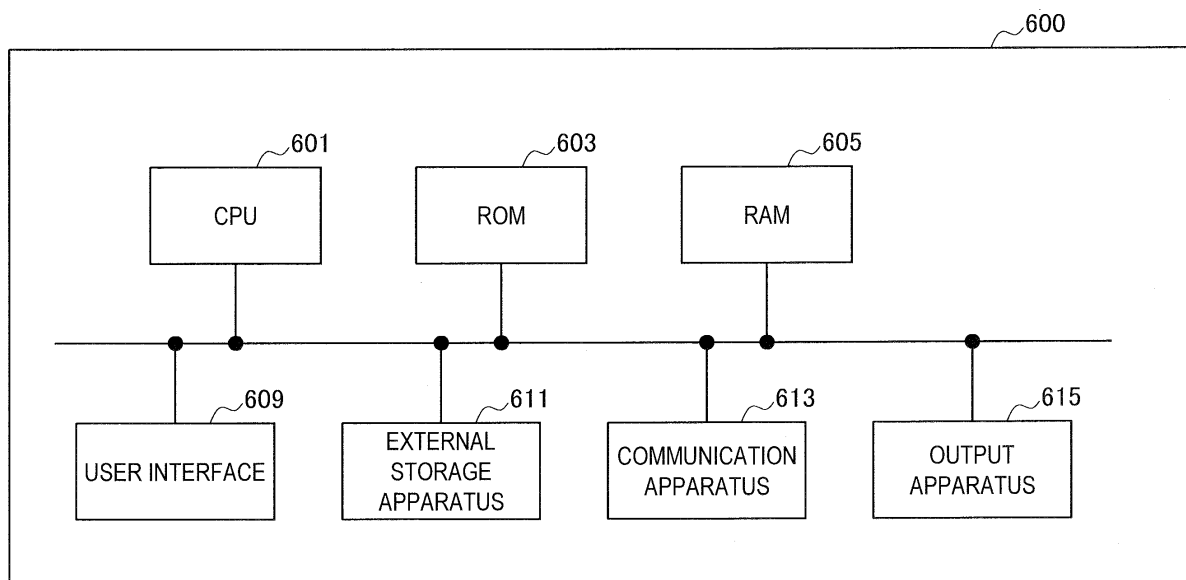 600
601
603
605
CPU
ROM
RAM
609
611
613
615
USER INTERFACE
EXTERNAL
STORAGE
APPARATUS
COMMUNICATION
APPARATUS
OUTPUT
APPARATUS